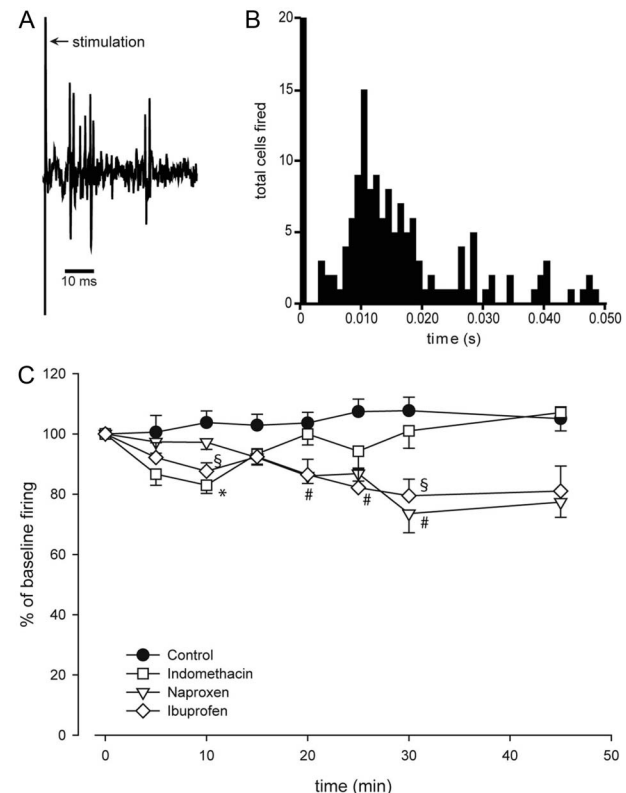 A
stimulation
10 ms
B
total cells fired
20
15
10
5
0
0 0.010 0.020 0.030 0.040 0.050
time (s)
C
% of baseline firing
120
100
80
60
40
20
0
§
*
#
#
§
#
Control
Indomethacin
Naproxen
Ibuprofen
0 10 20 30 40 50
time (min)